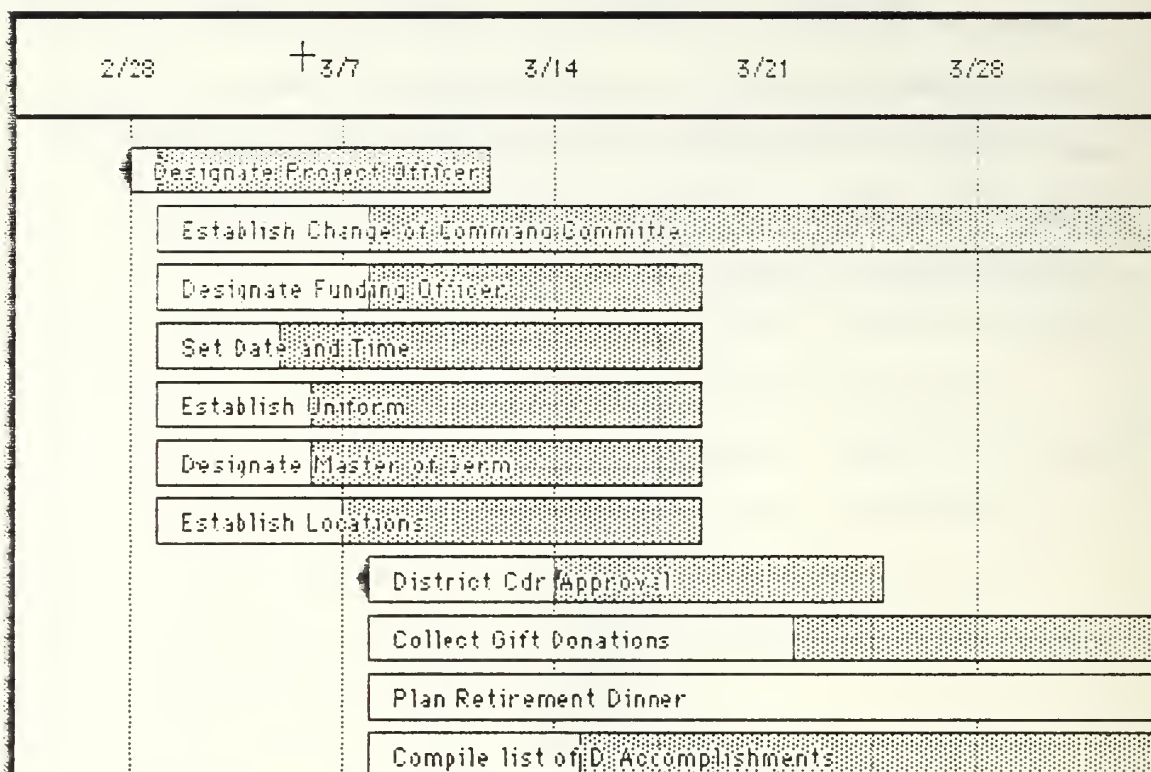 2/28 3/7 3/14 3/21 3/28
Designate Project Officer
Establish Change of Command Committe
Designate Funding Officer
Set Date and Time
Establish Uniform
Designate Master of Cerm
Establish Locations
District Cdr Approval
Collect Gift Donations
Plan Retirement Dinner
Compile list of D. Accomplishments